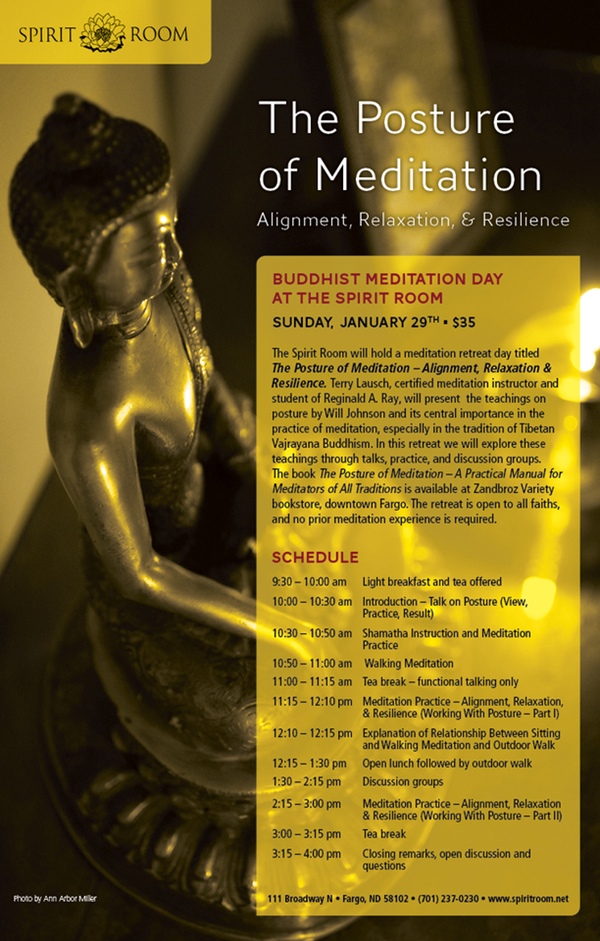 SPIRIT ROOM
The Posture
of Meditation
Alignment, Relaxation, & Resilience
BUDDHIST MEDITATION DAY
AT THE SPIRIT ROOM
SUNDAY, JANUARY 29TH ▪ $35
The Spirit Room will hold a meditation retreat day titled
The Posture of Meditation – Alignment, Relaxation &
Resilience. Terry Lausch, certified meditation instructor and
student of Reginald A. Ray, will present the teachings on
posture by Will Johnson and its central importance in the
practice of meditation, especially in the tradition of Tibetan
Vajrayana Buddhism. In this retreat we will explore these
teachings through talks, practice, and discussion groups.
The book The Posture of Meditation – A Practical Manual for
Meditators of All Traditions is available at Zandbroz Variety
bookstore, downtown Fargo. The retreat is open to all faiths,
and no prior meditation experience is required.
SCHEDULE
9:30 – 10:00 am Light breakfast and tea offered
10:00 – 10:30 am Introduction – Talk on Posture (View,
Practice, Result)
10:30 – 10:50 am Shamatha Instruction and Meditation
Practice
10:50 – 11:00 am Walking Meditation
11:00 – 11:15 am Tea break – functional talking only
11:15 – 12:10 pm Meditation Practice – Alignment, Relaxation,
& Resilience (Working With Posture – Part I)
12:10 – 12:15 pm Explanation of Relationship Between Sitting
and Walking Meditation and Outdoor Walk
12:15 – 1:30 pm Open lunch followed by outdoor walk
1:30 – 2:15 pm Discussion groups
2:15 – 3:00 pm Meditation Practice – Alignment, Relaxation
& Resilience (Working With Posture – Part II)
3:00 – 3:15 pm Tea break
3:15 – 4:00 pm Closing remarks, open discussion and
questions
Photo by Ann Arbor Miller
111 Broadway N • Fargo, ND 58102 • (701) 237-0230 • www.spiritroom.net